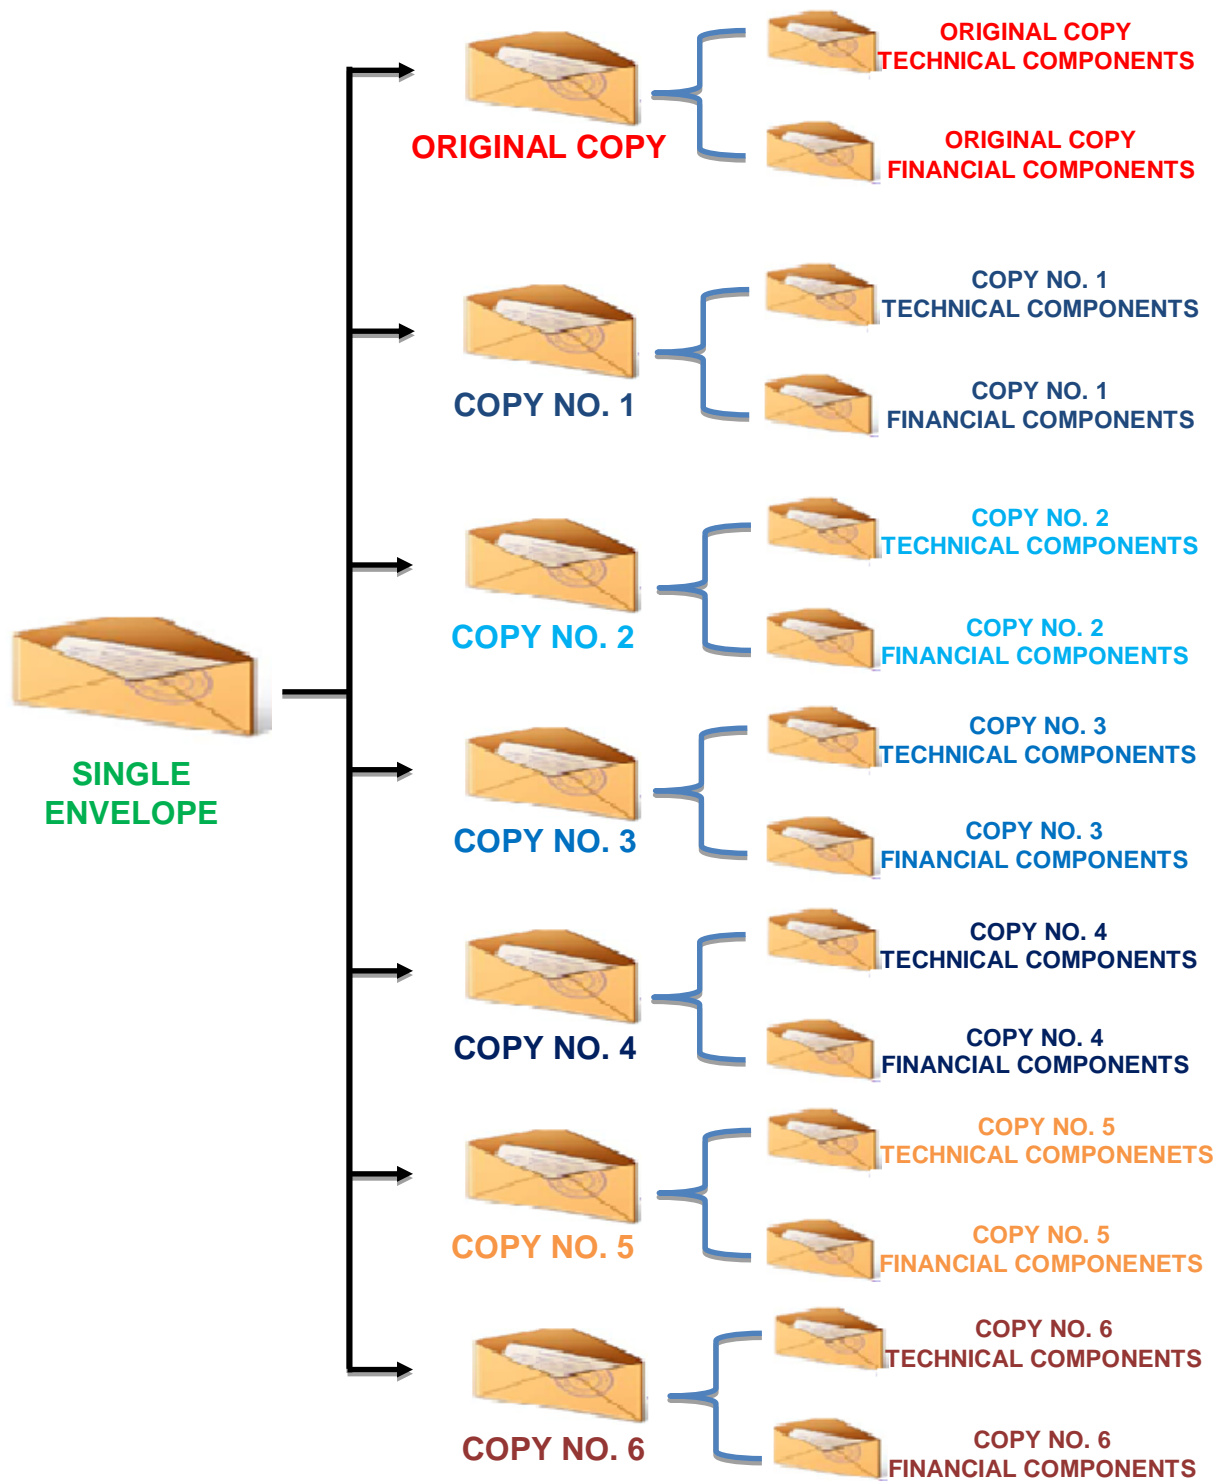 ORIGINAL COPY
TECHNICAL COMPONENTS
ORIGINAL COPY
ORIGINAL COPY
FINANCIAL COMPONENTS
COPY NO. 1
TECHNICAL COMPONENTS
COPY NO. 1
COPY NO. 1
FINANCIAL COMPONENTS
COPY NO. 2
TECHNICAL COMPONENTS
COPY NO. 2
COPY NO. 2
FINANCIAL COMPONENTS
SINGLE
ENVELOPE
COPY NO. 3
TECHNICAL COMPONENTS
COPY NO. 3
COPY NO. 3
FINANCIAL COMPONENTS
COPY NO. 4
TECHNICAL COMPONENTS
COPY NO. 4
COPY NO. 4
FINANCIAL COMPONENTS
COPY NO. 5
TECHNICAL COMPONENETS
COPY NO. 5
COPY NO. 5
FINANCIAL COMPONENETS
COPY NO. 6
TECHNICAL COMPONENTS
COPY NO. 6
COPY NO. 6
FINANCIAL COMPONENTS